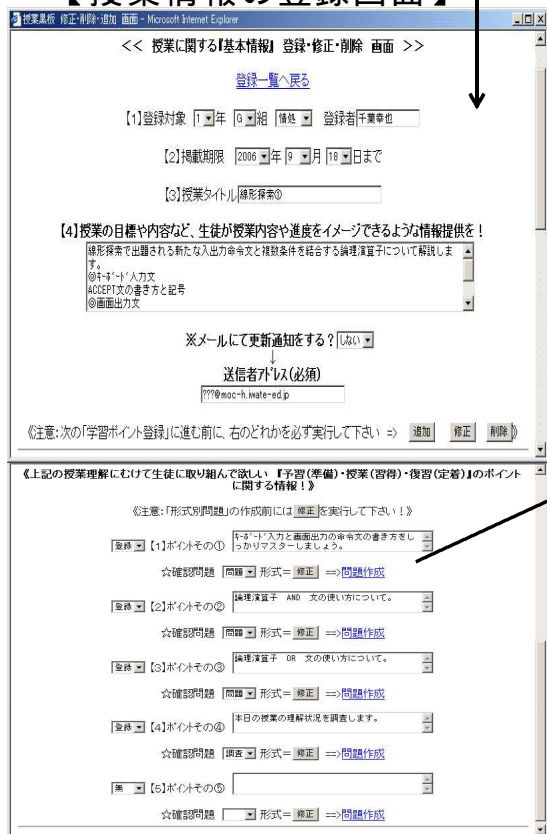 【授業情報の登録画面】
授業黒板 修正・削除・追加 画面 - Microsoft Internet Explorer
<< 授業に関する『基本情報』 登録・修正・削除 画面 >>
登録一覧へ戻る
【1】登録対象 1 年 G 組 情処 登録者 千葉幸也
【2】掲載期限 2006 年 9 月 18 日まで
【3】授業タイトル 線形探索①
【4】授業の目標や内容など、生徒が授業内容や進度をイメージできるような情報提供を！
線形探索で出題される新たな入出力命令文と複数条件を結合する論理演算子について解説しま
す。
◎ｷｰﾎﾞｰﾄﾞ入力文
ACCEPT文の書き方と記号
◎画面出力文
※メールにて更新通知をする？ しない
↓
送信者ｱﾄﾞﾚｽ(必須)
???@moc-h.iwate-ed.jp
《注意：次の「学習ポイント登録」に進む前に、右のどれかを必ず実行して下さい => 追加 修正 削除》
《上記の授業理解にむけて生徒に取り組んで欲しい 『予習(準備)・授業(習得)・復習(定着)』のポイント
に関する情報！》
《注意：「形式別問題」の作成前には 修正 を実行して下さい！》
登録 【1】ポイントその① ｷｰﾎﾞｰﾄﾞ入力と画面出力の命令文の書き方をし
っかりマスターしましょう。
☆確認問題 問題 形式= 修正 ==>問題作成
登録 【2】ポイントその② 論理演算子 AND 文の使い方について。
☆確認問題 問題 形式= 修正 ==>問題作成
登録 【3】ポイントその③ 論理演算子 OR 文の使い方について。
☆確認問題 問題 形式= 修正 ==>問題作成
登録 【4】ポイントその④ 本日の授業の理解状況を調査します。
☆確認問題 調査 形式= 修正 ==>問題作成
無 【5】ポイントその⑤
☆確認問題 形式= 修正 ==>問題作成